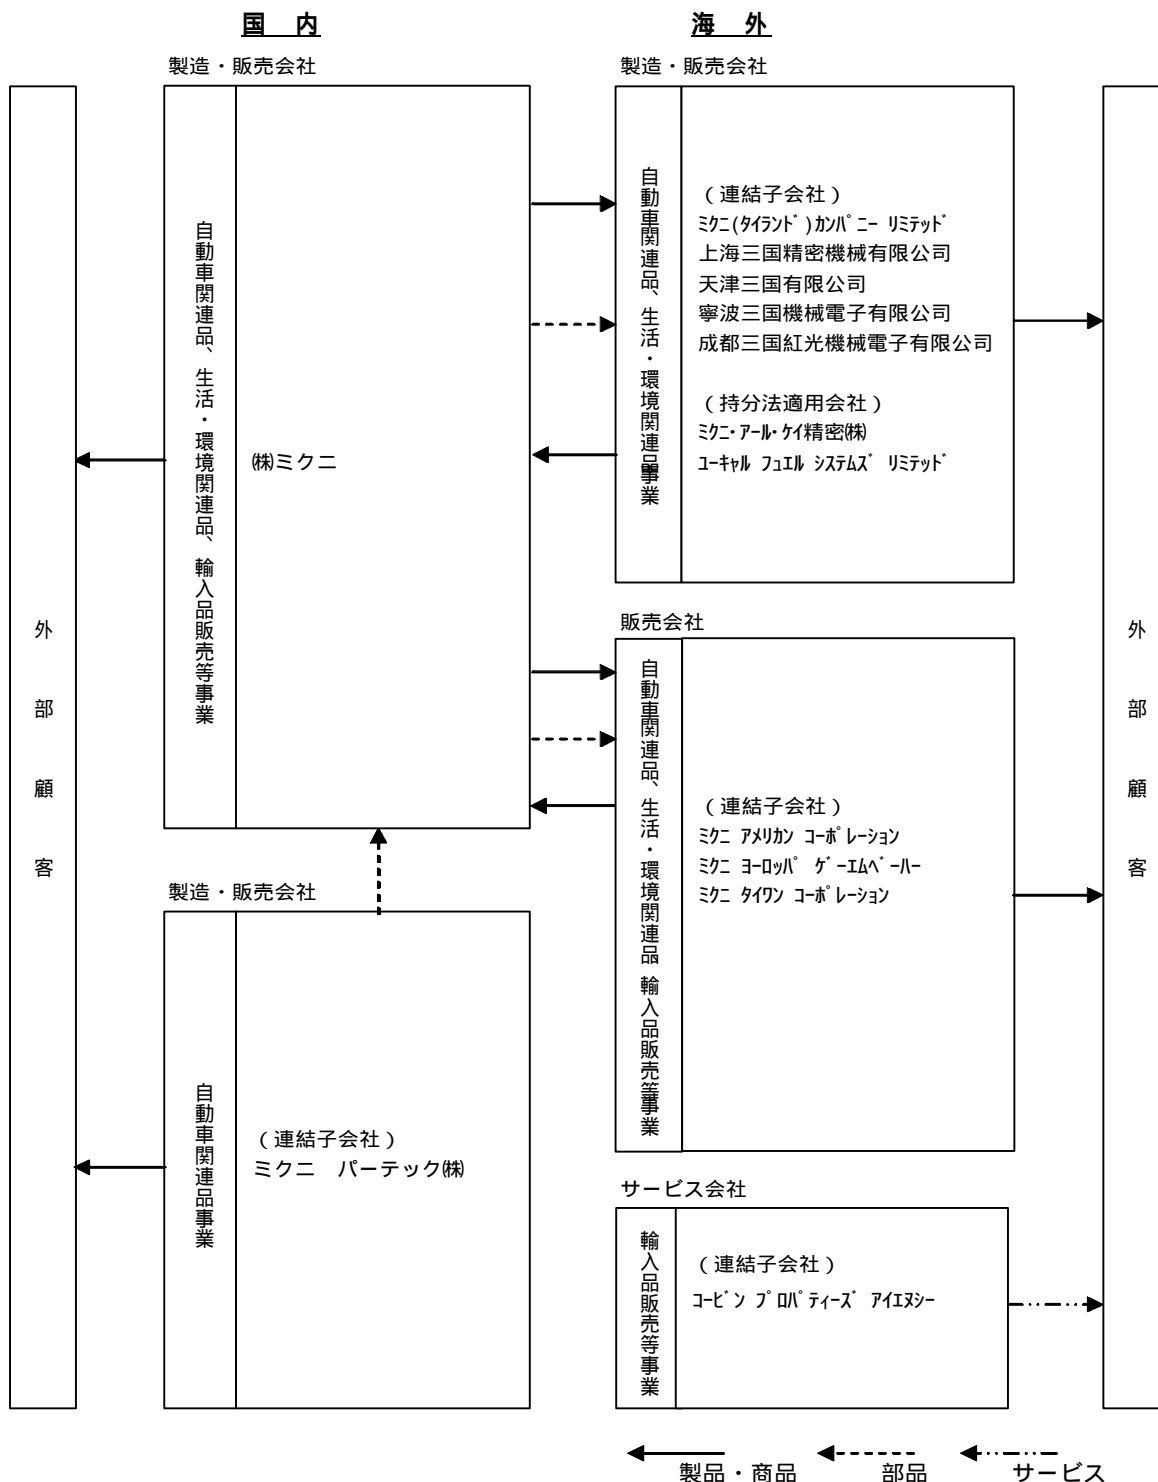 国　内
海　外
製造・販売会社
製造・販売会社
自動車関連品、生活・環境関連品、輸入品販売等事業
㈱ミクニ
自動車関連品、生活・環境関連品事業
（連結子会社）
ﾐｸﾆ(ﾀｲﾗﾝﾄﾞ)ｶﾝﾊﾟﾆｰ ﾘﾐﾃｯﾄﾞ
上海三国精密機械有限公司
天津三国有限公司
寧波三国機械電子有限公司
成都三国紅光機械電子有限公司
（持分法適用会社）
ﾐｸﾆ･ｱｰﾙ･ｹｲ精密㈱
ﾕｰｷｬﾙ ﾌｭｴﾙ ｼｽﾃﾑｽﾞ ﾘﾐﾃｯﾄﾞ
外部顧客
外部顧客
販売会社
自動車関連品、生活・環境関連品、輸入品販売等事業
（連結子会社）
ﾐｸﾆ ｱﾒﾘｶﾝ ｺｰﾎﾟﾚｰｼｮﾝ
ﾐｸﾆ ﾖｰﾛｯﾊﾟ ｹﾞｰｴﾑﾍﾞｰﾊｰ
ﾐｸﾆ ﾀｲﾜﾝ ｺｰﾎﾟﾚｰｼｮﾝ
製造・販売会社
自動車関連品事業
（連結子会社）
ミクニ　パーテック㈱
サービス会社
輸入品販売等事業
（連結子会社）
ｺｰﾋﾞﾝ ﾌﾟﾛﾊﾟﾃｨｰｽﾞ ｱｲｴﾇｼｰ
製品・商品
部品
サービス